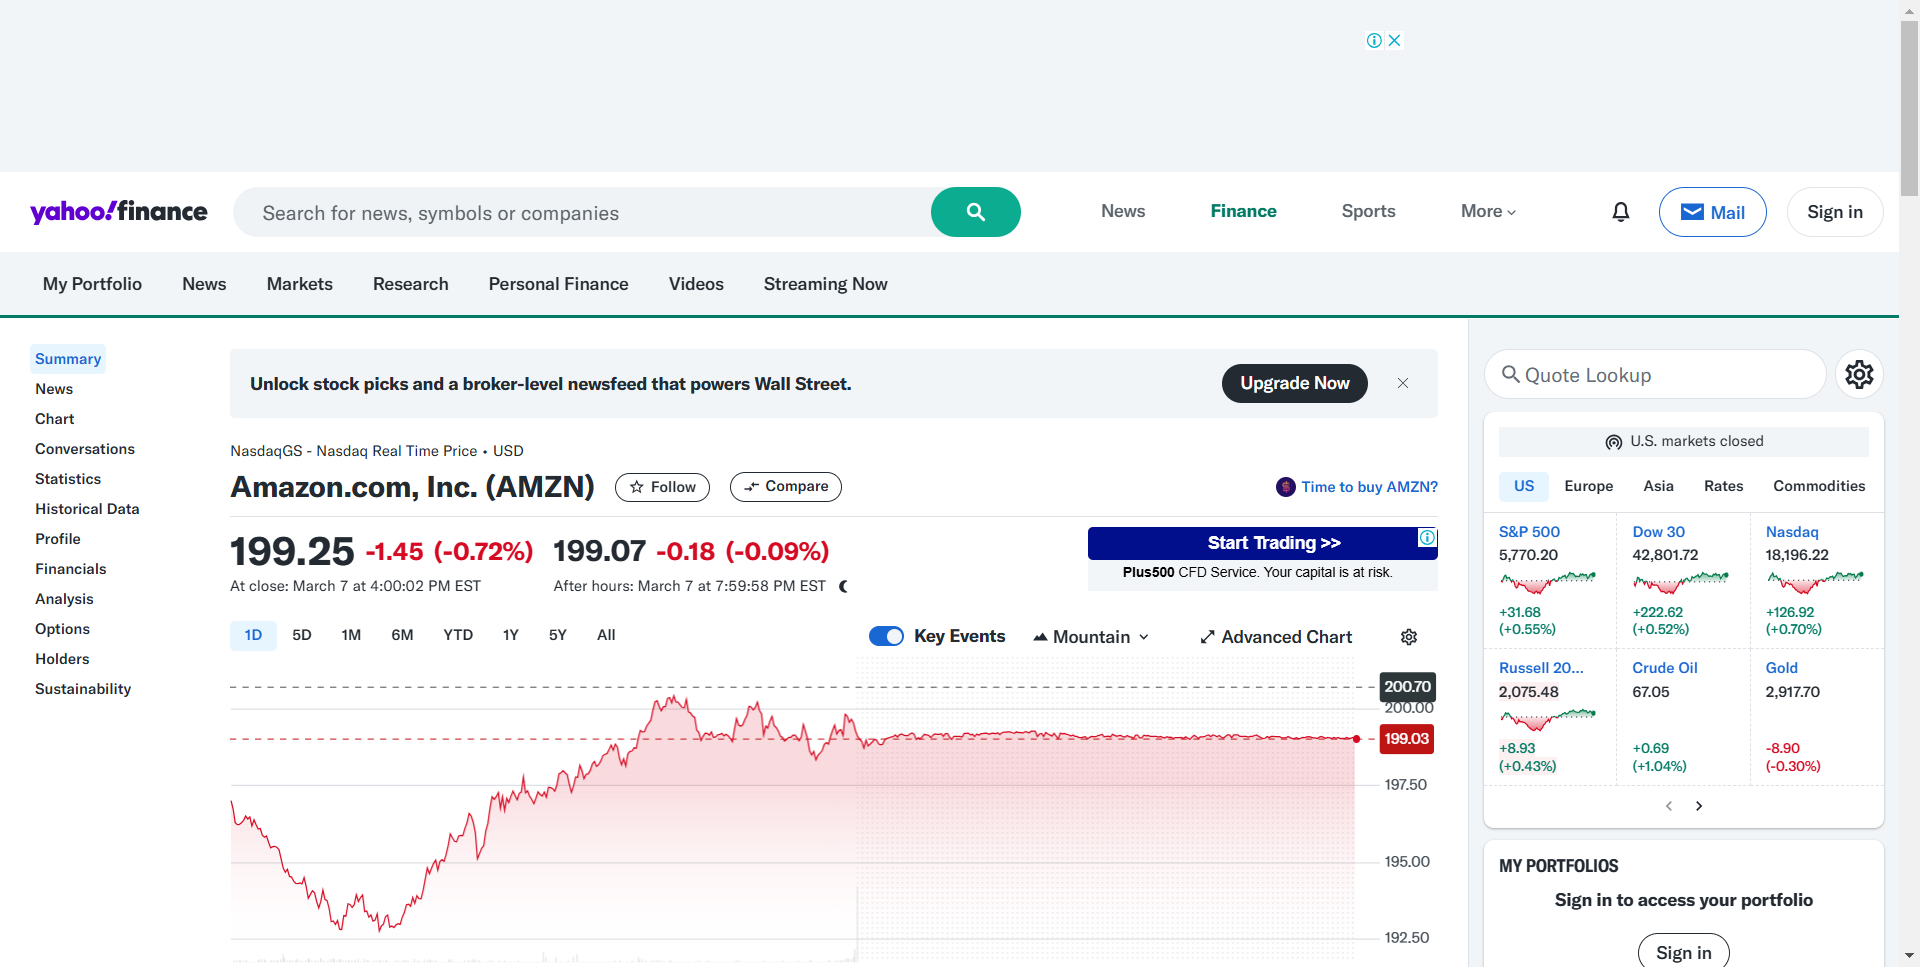 yahoo!finance
Search for news, symbols or companies
News
Finance
Sports
More
Mail
Sign in
My Portfolio
News
Markets
Research
Personal Finance
Videos
Streaming Now
Summary
News
Chart
Conversations
Statistics
Historical Data
Profile
Financials
Analysis
Options
Holders
Sustainability
Unlock stock picks and a broker-level newsfeed that powers Wall Street.
Upgrade Now
NasdaqGS - Nasdaq Real Time Price • USD
Amazon.com, Inc. (AMZN)
Follow
Compare
Time to buy AMZN?
199.25 -1.45 (-0.72%)
At close: March 7 at 4:00:02 PM EST
199.07 -0.18 (-0.09%)
After hours: March 7 at 7:59:58 PM EST
Start Trading >>
Plus500 CFD Service. Your capital is at risk.
1D
5D
1M
6M
YTD
1Y
5Y
All
Key Events
Mountain
Advanced Chart
200.70
200.00
199.03
197.50
195.00
192.50
Quote Lookup
U.S. markets closed
US
Europe
Asia
Rates
Commodities
S&P 500
5,770.20
+31.68
(+0.55%)
Dow 30
42,801.72
+222.62
(+0.52%)
Nasdaq
18,196.22
+126.92
(+0.70%)
Russell 20...
2,075.48
+8.93
(+0.43%)
Crude Oil
67.05
+0.69
(+1.04%)
Gold
2,917.70
-8.90
(-0.30%)
MY PORTFOLIOS
Sign in to access your portfolio
Sign in